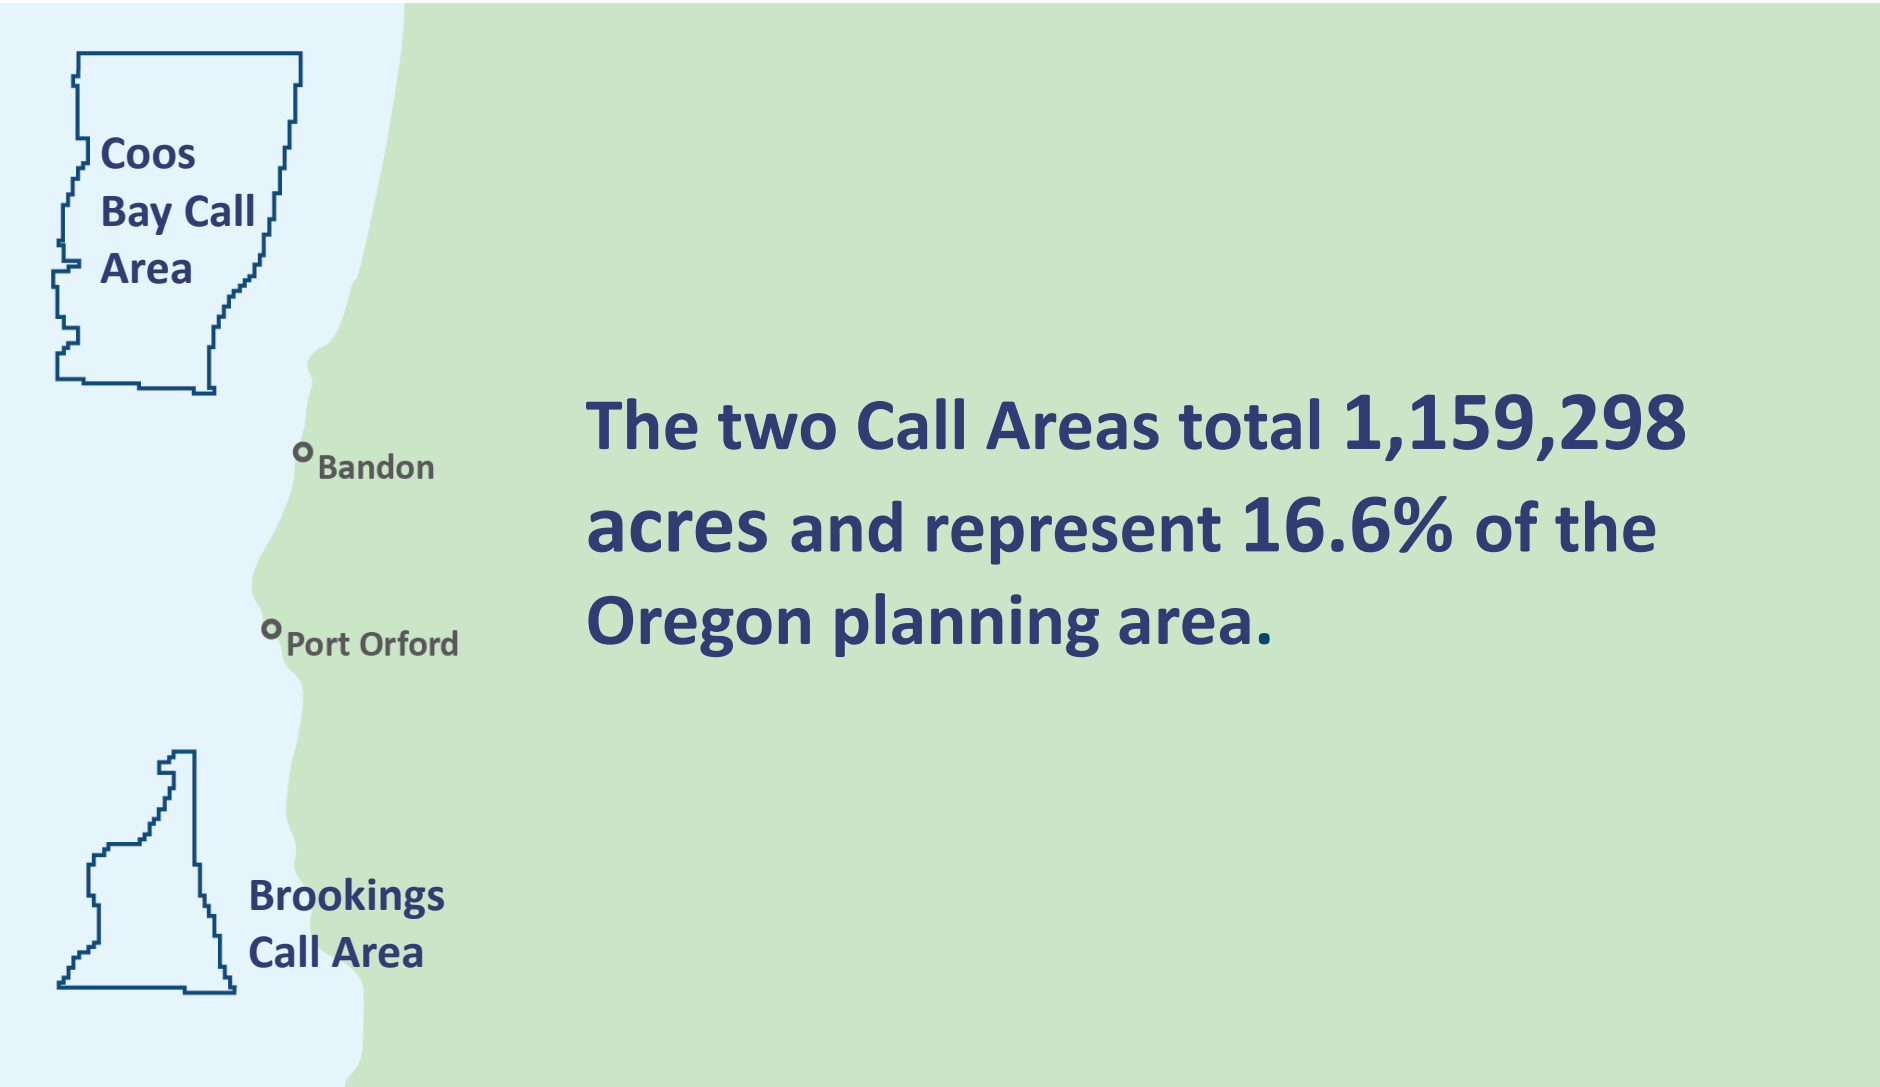 Coos
Bay Call
Area
Bandon
The two Call Areas total 1,159,298
acres and represent 16.6% of the
Oregon planning area.
Port Orford
Brookings
Call Area